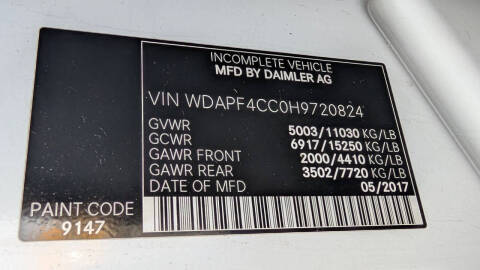 INCOMPLETE VEHICLE
MFD BY DAIMLER AG
VIN WDAPF4CC0H9720824
GVWR 5003/11030 KG/LB
GCWR 6917/15250 KG/LB
GAWR FRONT 2000/4410 KG/LB
GAWR REAR 3502/7720 KG/LB
DATE OF MFD 05/2017
PAINT CODE
9147